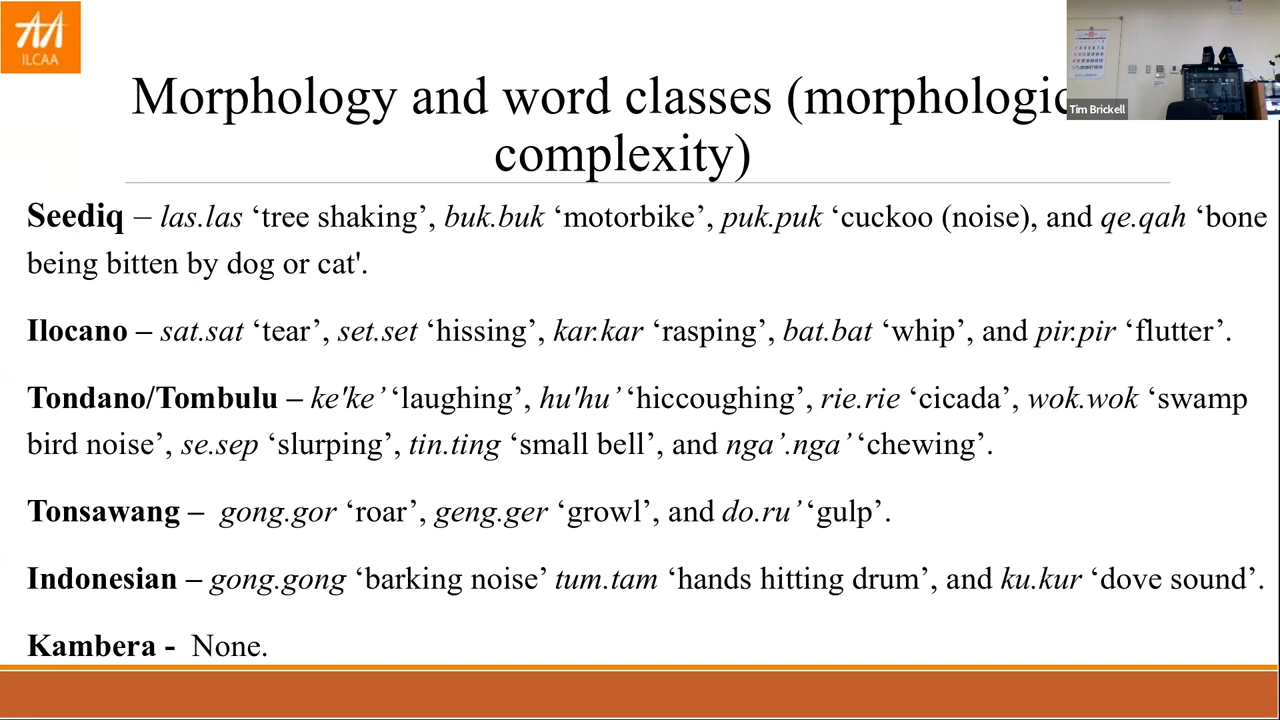 ILCAA
Morphology and word classes (morphologic
complexity)
Tim Brickell
Seediq – las.las ‘tree shaking’, buk.buk ‘motorbike’, puk.puk ‘cuckoo (noise), and qe.qah ‘bone
being bitten by dog or cat'.
Ilocano – sat.sat ‘tear’, set.set ‘hissing’, kar.kar ‘rasping’, bat.bat ‘whip’, and pir.pir ‘flutter’.
Tondano/Tombulu – ke'ke’ ‘laughing’, hu'hu’ ‘hiccoughing’, rie.rie ‘cicada’, wok.wok ‘swamp
bird noise’, se.sep ‘slurping’, tin.ting ‘small bell’, and nga’.nga’ ‘chewing’.
Tonsawang – gong.gor ‘roar’, geng.ger ‘growl’, and do.ru’ ‘gulp’.
Indonesian – gong.gong ‘barking noise’ tum.tam ‘hands hitting drum’, and ku.kur ‘dove sound’.
Kambera - None.